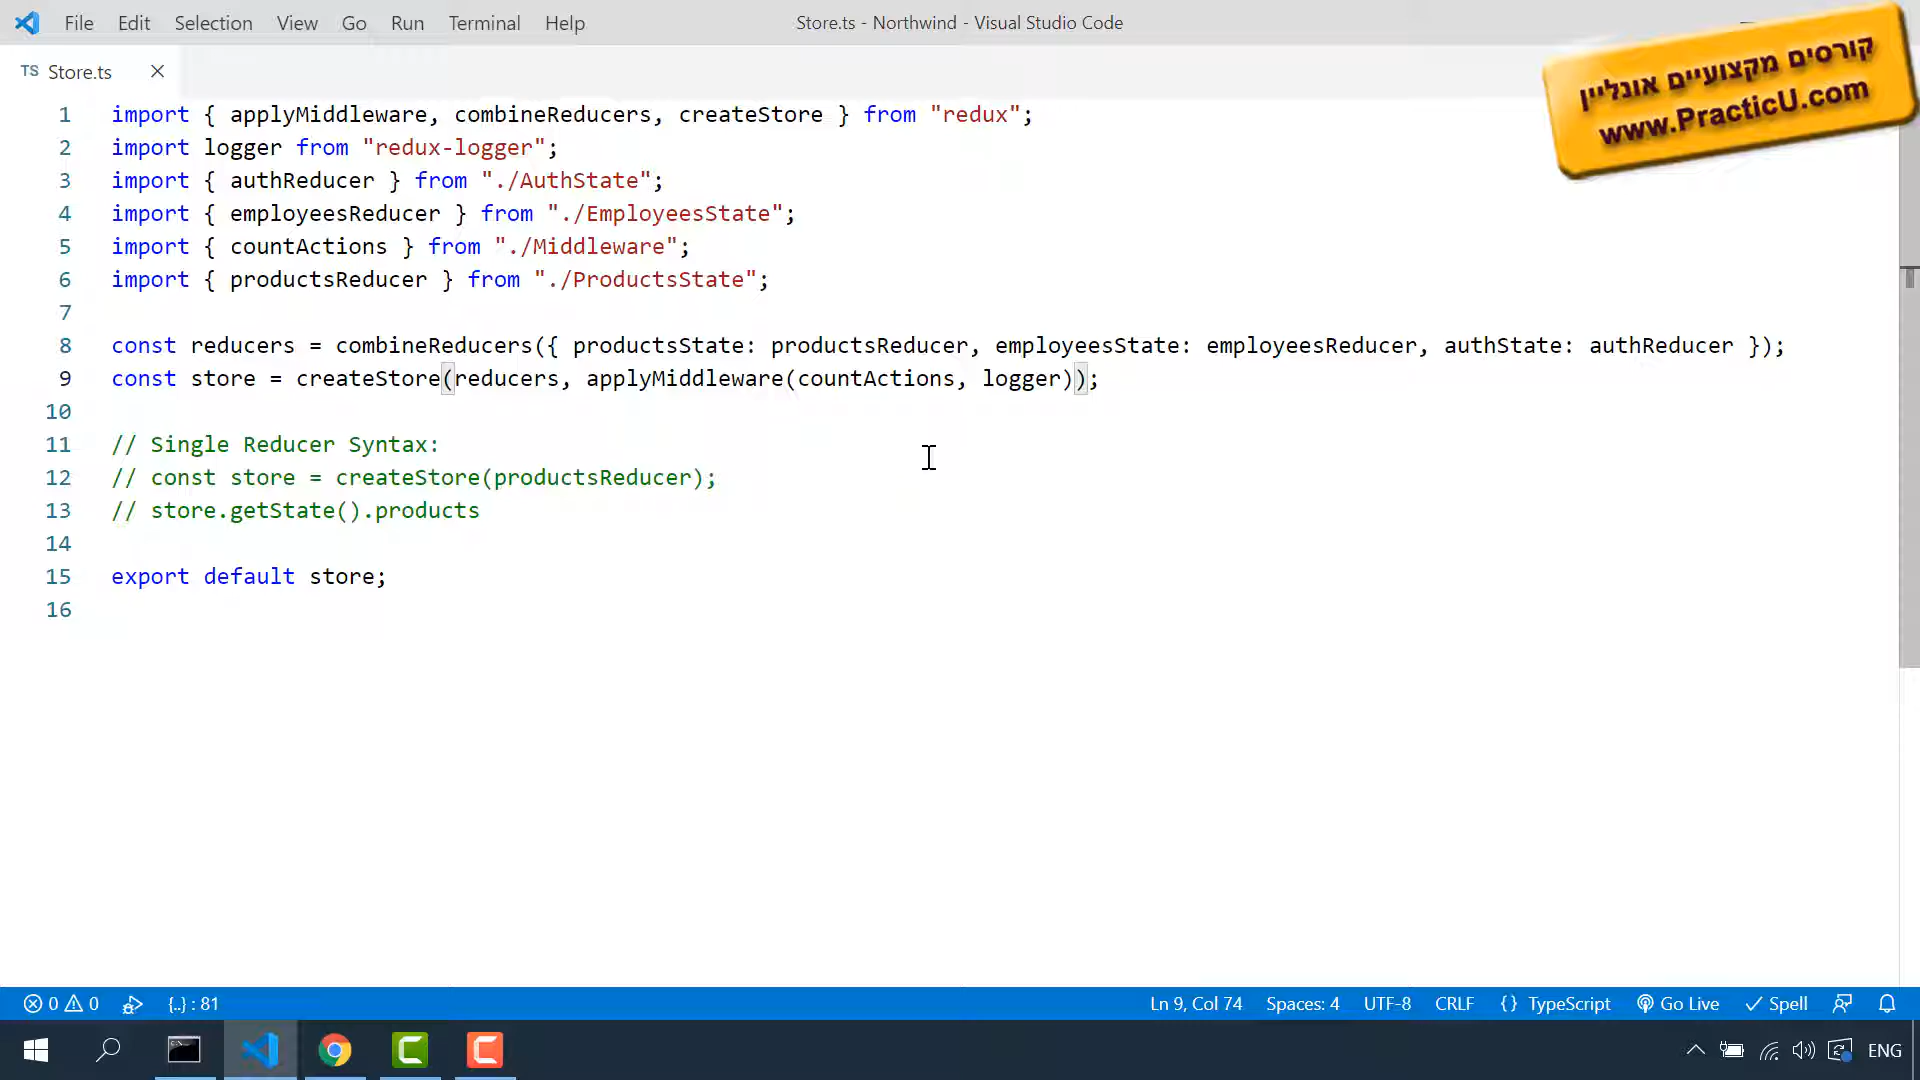 File Edit Selection View Go Run Terminal Help
Store.ts - Northwind - Visual Studio Code
קורסים מקצועיים אונליין
www.PracticU.com
TS Store.ts
1 import { applyMiddleware, combineReducers, createStore } from "redux";
2 import logger from "redux-logger";
3 import { authReducer } from "./AuthState";
4 import { employeesReducer } from "./EmployeesState";
5 import { countActions } from "./Middleware";
6 import { productsReducer } from "./ProductsState";
7
8 const reducers = combineReducers({ productsState: productsReducer, employeesState: employeesReducer, authState: authReducer });
9 const store = createStore(reducers, applyMiddleware(countActions, logger));
10
11 // Single Reducer Syntax:
12 // const store = createStore(productsReducer);
13 // store.getState().products
14
15 export default store;
16
0 0 {..} : 81 Ln 9, Col 74 Spaces: 4 UTF-8 CRLF {} TypeScript Go Live Spell
ENG